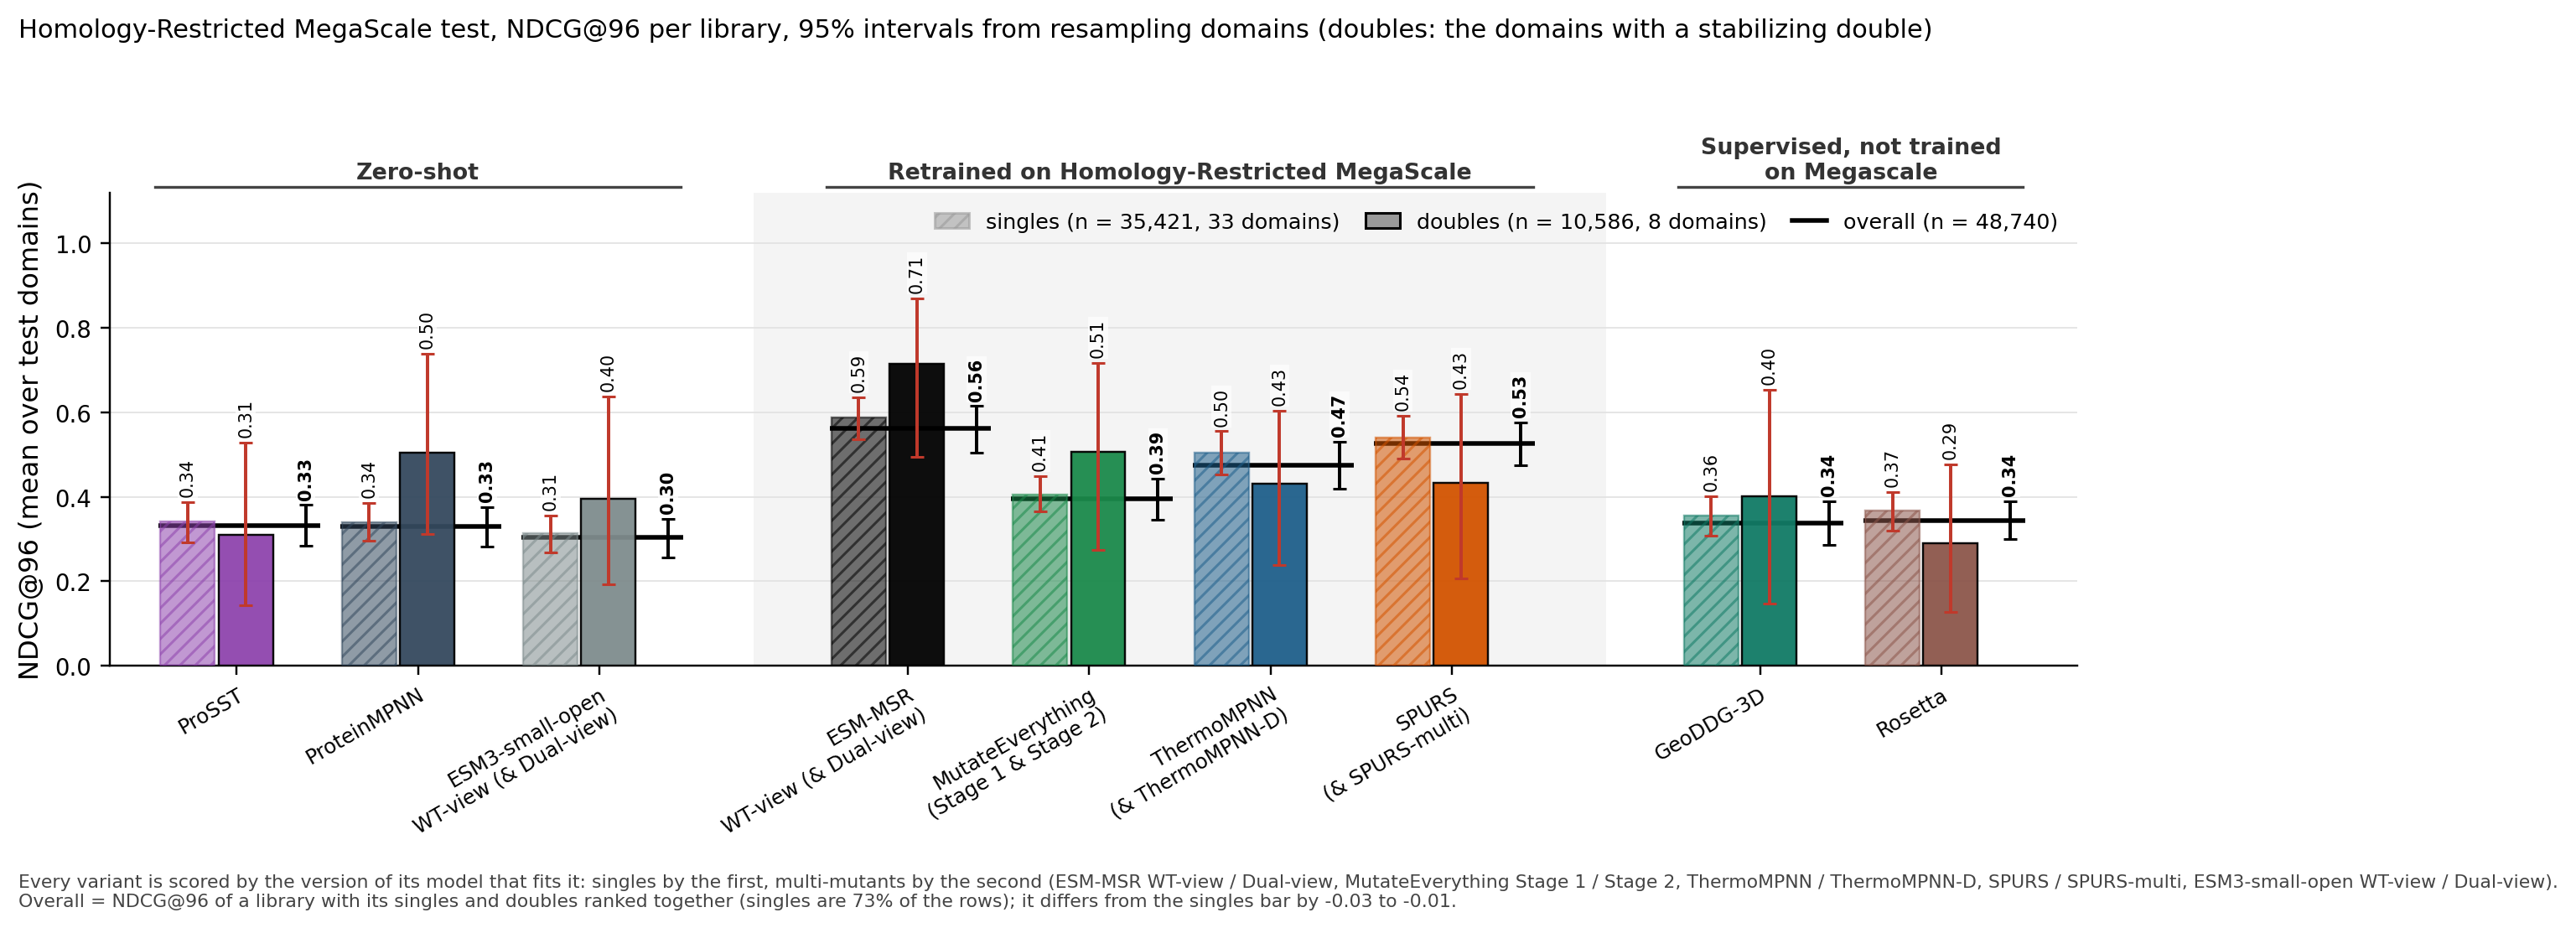 Homology-Restricted MegaScale test, NDCG@96 per library, 95% intervals from resampling domains (doubles: the domains with a stabilizing double)
Zero-shot
Retrained on Homology-Restricted MegaScale
Supervised, not trained
on Megascale
singles (n = 35,421, 33 domains)
doubles (n = 10,586, 8 domains)
overall (n = 48,740)
NDCG@96 (mean over test domains)
1.0
0.8
0.6
0.4
0.2
0.0
0.34
0.31
0.33
0.34
0.50
0.33
0.31
0.40
0.30
0.59
0.71
0.56
0.41
0.51
0.39
0.50
0.43
0.47
0.54
0.43
0.53
0.36
0.40
0.34
0.37
0.29
0.34
ProSST
ProteinMPNN
ESM3-small-open
WT-view (& Dual-view)
ESM-MSR
WT-view (& Dual-view)
MutateEverything
(Stage 1 & Stage 2)
ThermoMPNN
(& ThermoMPNN-D)
SPURS
(& SPURS-multi)
GeoDDG-3D
Rosetta
Every variant is scored by the version of its model that fits it: singles by the first, multi-mutants by the second (ESM-MSR WT-view / Dual-view, MutateEverything Stage 1 / Stage 2, ThermoMPNN / ThermoMPNN-D, SPURS / SPURS-multi, ESM3-small-open WT-view / Dual-view).
Overall = NDCG@96 of a library with its singles and doubles ranked together (singles are 73% of the rows); it differs from the singles bar by -0.03 to -0.01.